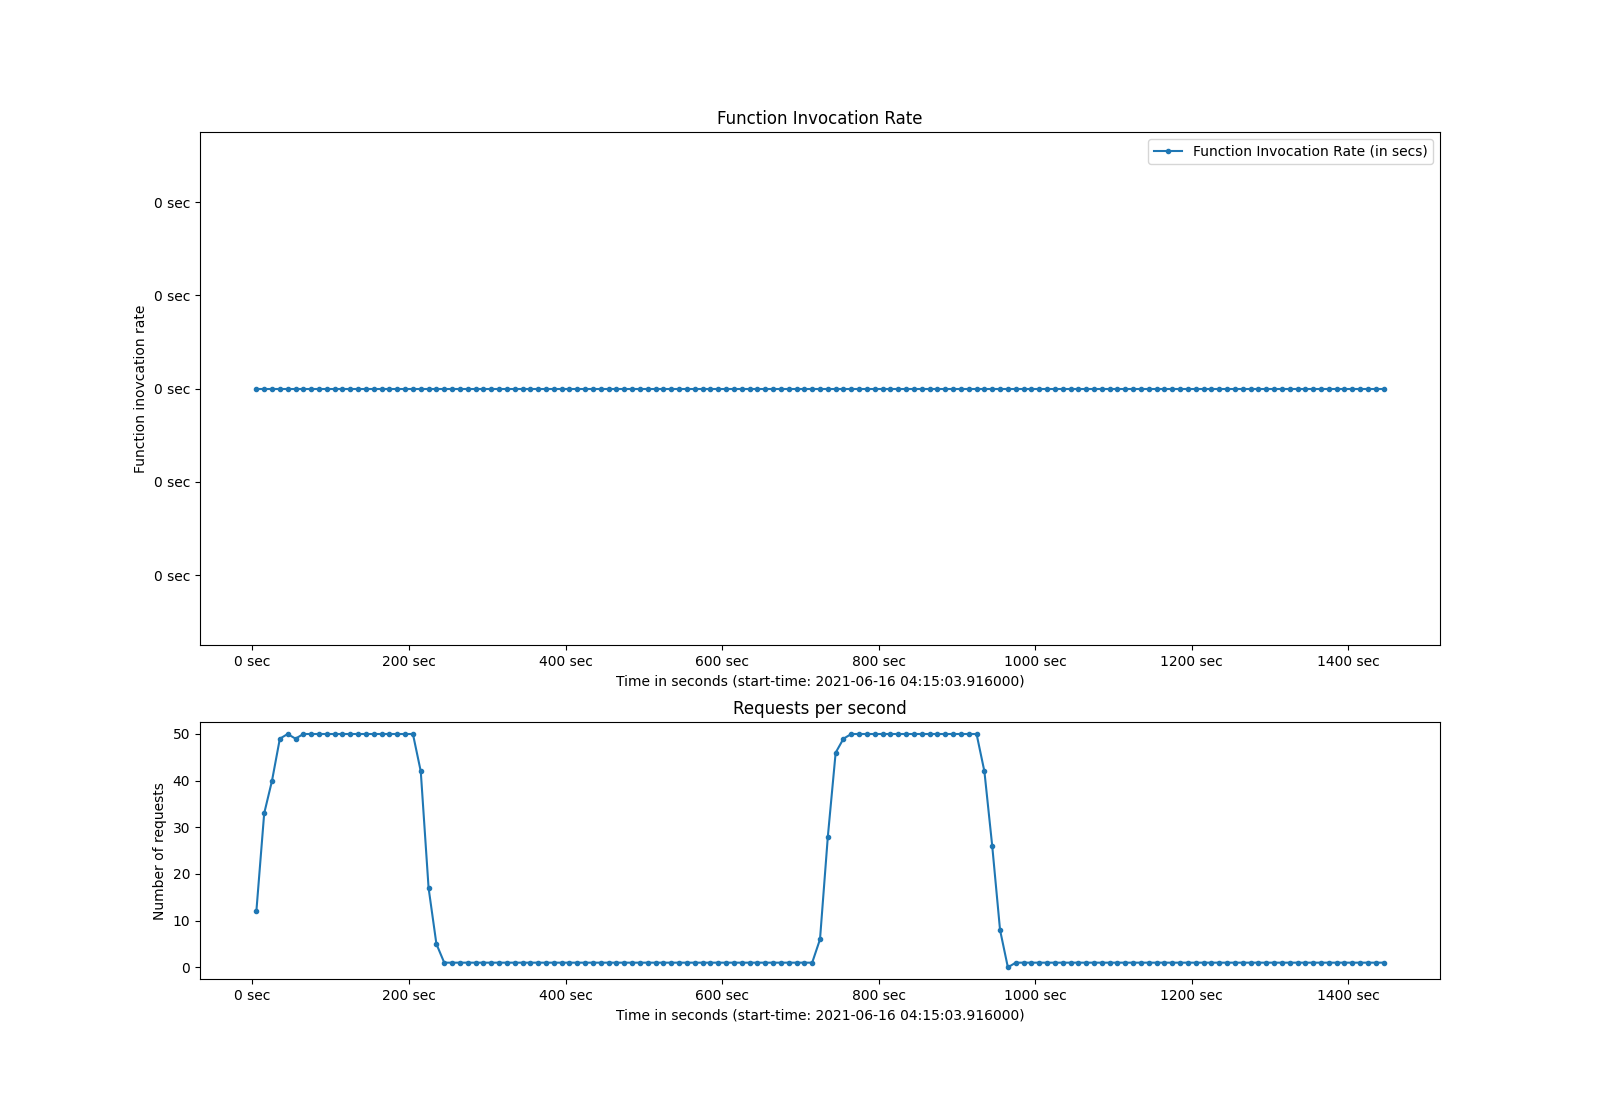 Function Invocation Rate
Function Invocation Rate (in secs)
0 sec
0 sec
0 sec
0 sec
0 sec
Function inovcation rate
0 sec 200 sec 400 sec 600 sec 800 sec 1000 sec 1200 sec 1400 sec
Time in seconds (start-time: 2021-06-16 04:15:03.916000)
Requests per second
50
40
30
20
10
0
Number of requests
0 sec 200 sec 400 sec 600 sec 800 sec 1000 sec 1200 sec 1400 sec
Time in seconds (start-time: 2021-06-16 04:15:03.916000)